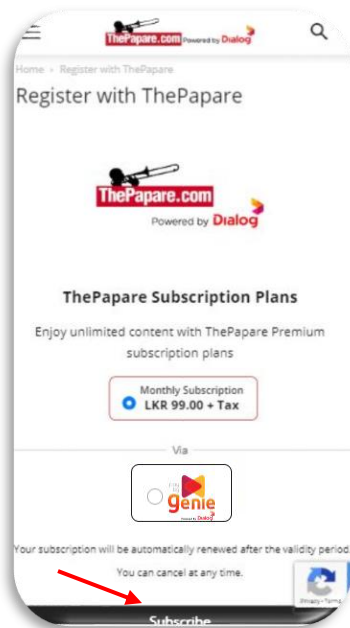 ThePapare.com Powered by Dialog
Home › Register with ThePapare
Register with ThePapare
ThePapare.com
Powered by Dialog
ThePapare Subscription Plans
Enjoy unlimited content with ThePapare Premium
subscription plans
Monthly Subscription
LKR 99.00 + Tax
Via
genie
Powered by Dialog
Your subscription will be automatically renewed after the validity period.
You can cancel at any time.
Privacy - Terms
Subscribe